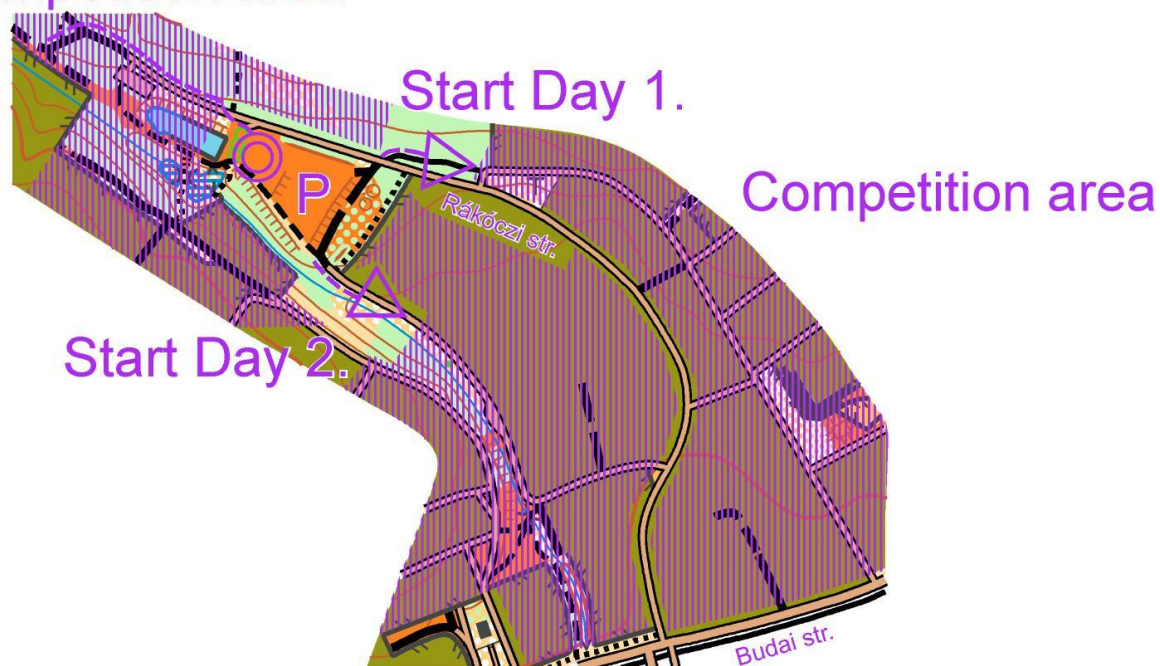 Start Day 1.
Competition area
P
Rákóczi str.
Start Day 2.
Budai str.